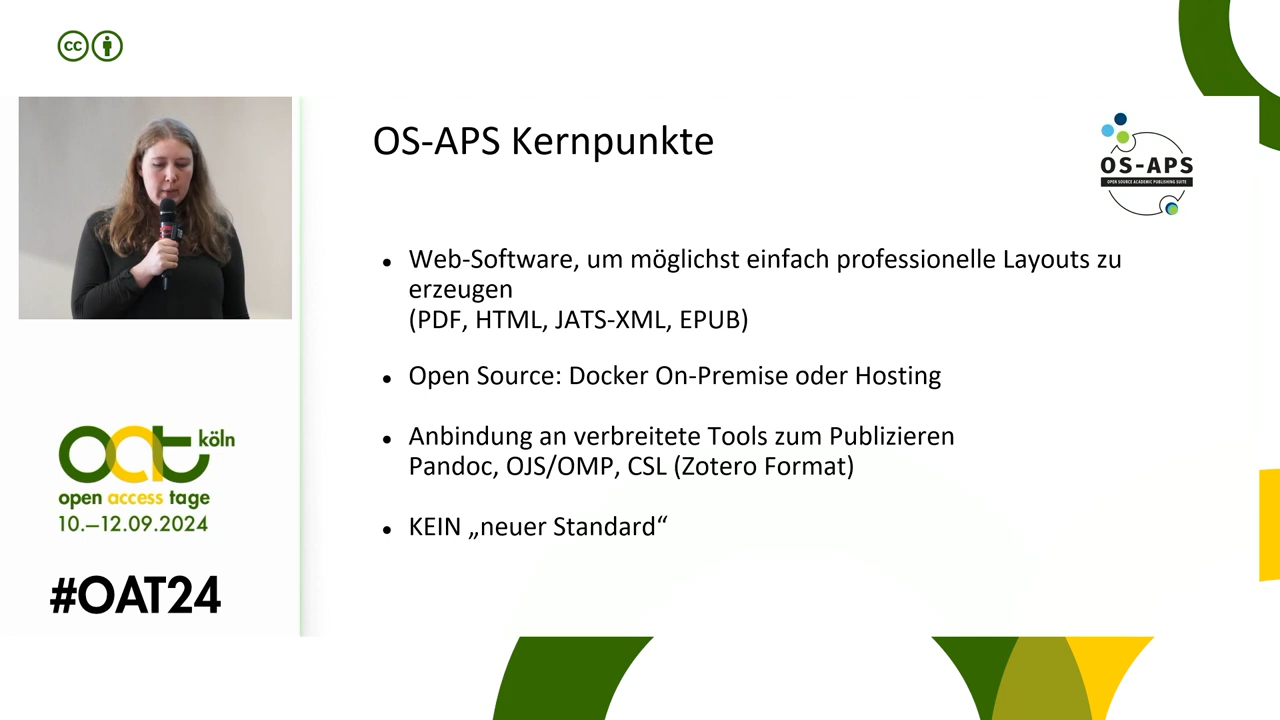 cc
OS-APS Kernpunkte
OS-APS
OPEN SOURCE ACADEMIC PUBLISHING SUITE
• Web-Software, um möglichst einfach professionelle Layouts zu
erzeugen
(PDF, HTML, JATS-XML, EPUB)
• Open Source: Docker On-Premise oder Hosting
• Anbindung an verbreitete Tools zum Publizieren
Pandoc, OJS/OMP, CSL (Zotero Format)
• KEIN „neuer Standard“
oat köln
open access tage
10.–12.09.2024
#OAT24